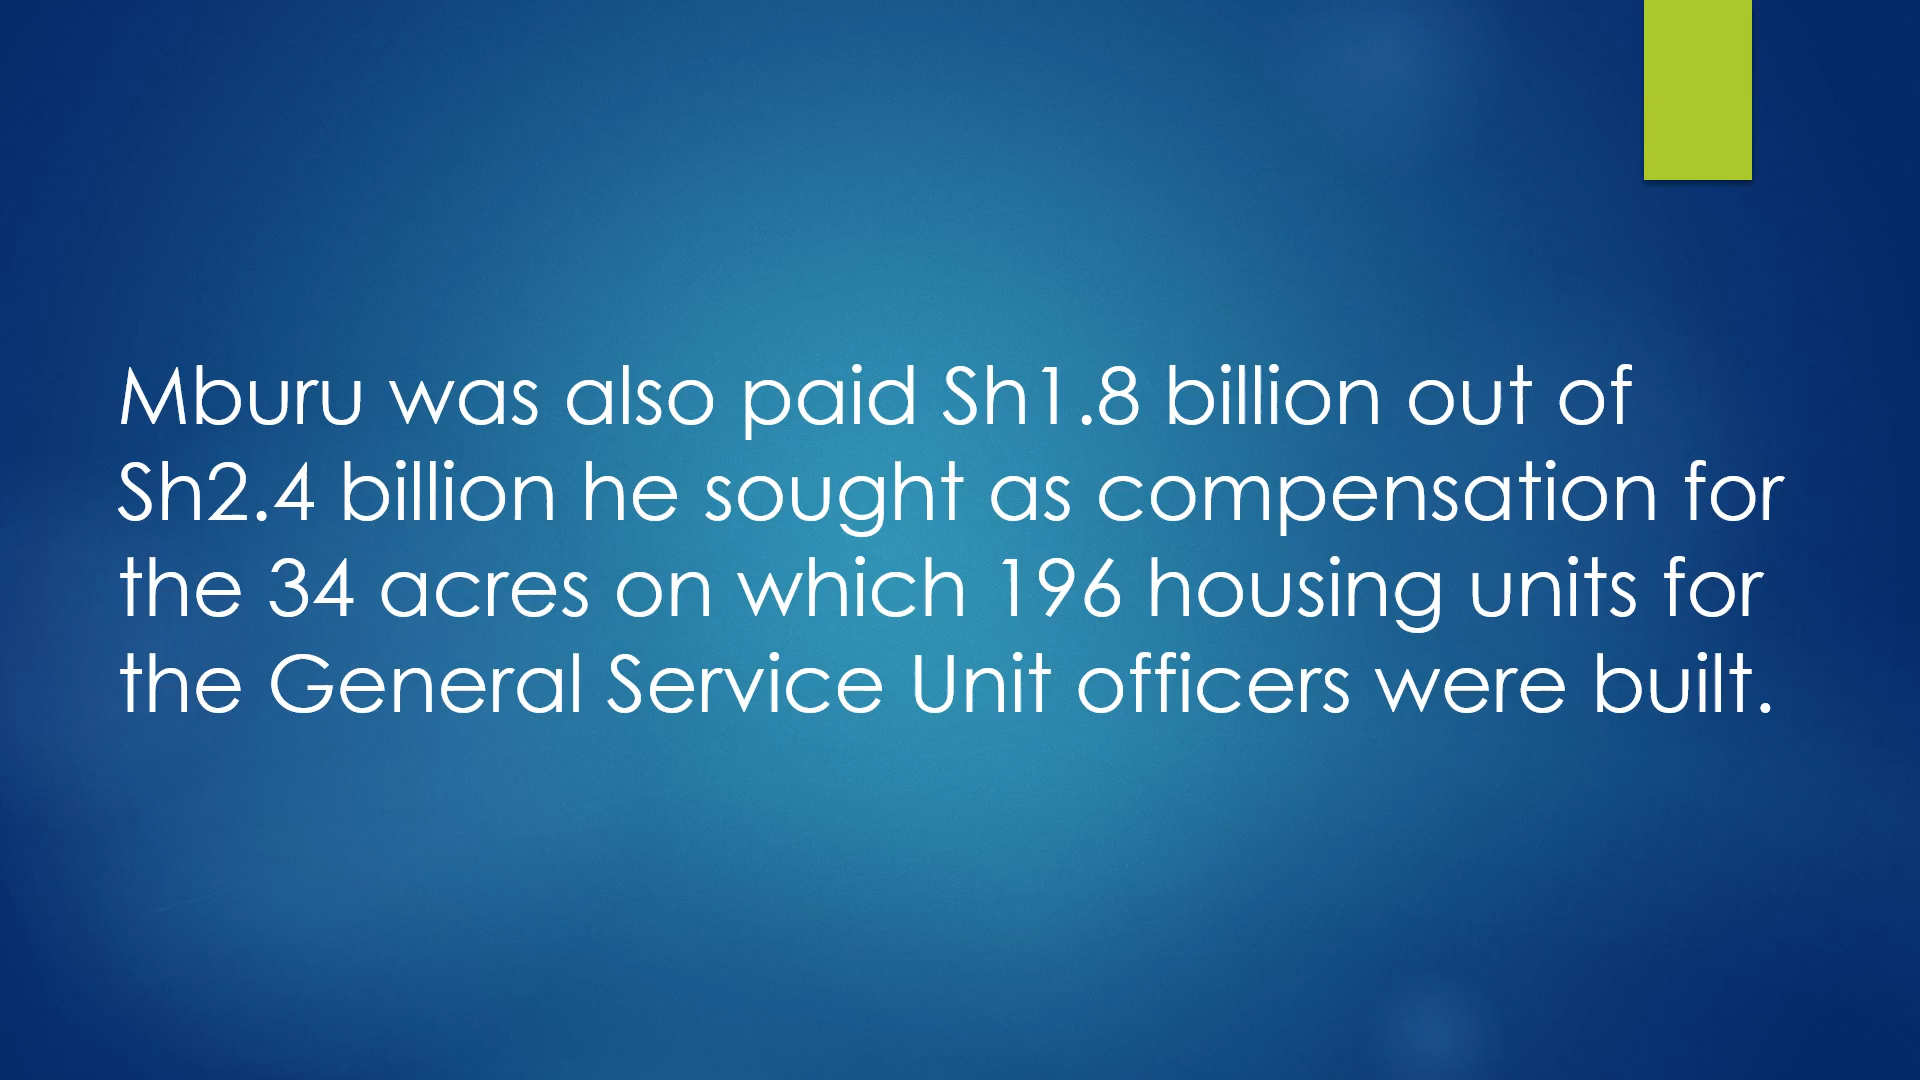 Mburu was also paid Sh1.8 billion out of
Sh2.4 billion he sought as compensation for
the 34 acres on which 196 housing units for
the General Service Unit officers were built.